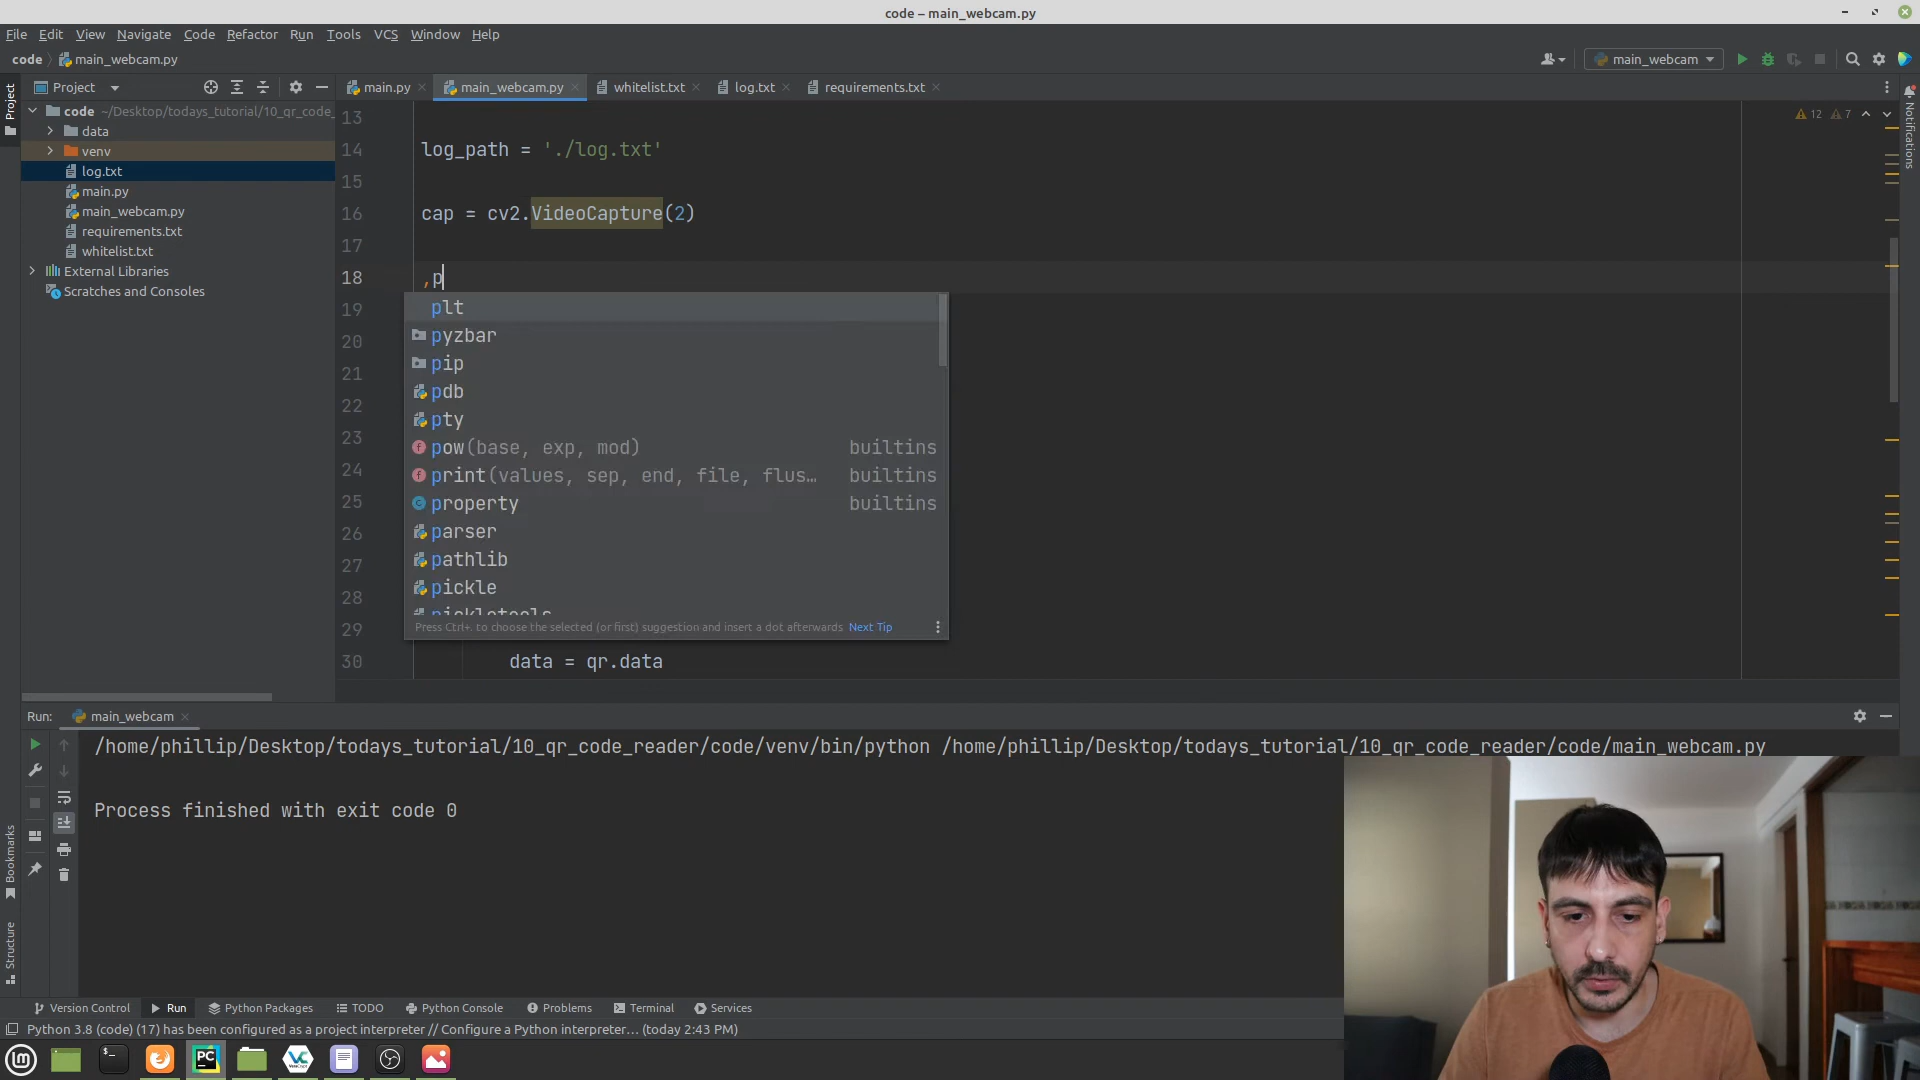 code – main_webcam.py
File Edit View Navigate Code Refactor Run Tools VCS Window Help
code main_webcam.py
main_webcam
Project
main.py main_webcam.py whitelist.txt log.txt requirements.txt
Project
Notifications
code ~/Desktop/todays_tutorial/10_qr_code_
data
venv
log.txt
main.py
main_webcam.py
requirements.txt
whitelist.txt
External Libraries
Scratches and Consoles
12 7
13
14 log_path = './log.txt'
15
16 cap = cv2.VideoCapture(2)
17
18 ,p
19
20
21
22
23
24
25
26
27
28
29
30 data = qr.data
plt
pyzbar
pip
pdb
pty
pow(base, exp, mod) builtins
print(values, sep, end, file, flus… builtins
property builtins
parser
pathlib
pickle
pickletools
Press Ctrl+. to choose the selected (or first) suggestion and insert a dot afterwards Next Tip
Run: main_webcam
/home/phillip/Desktop/todays_tutorial/10_qr_code_reader/code/venv/bin/python /home/phillip/Desktop/todays_tutorial/10_qr_code_reader/code/main_webcam.py
Process finished with exit code 0
Bookmarks
Structure
Version Control Run Python Packages TODO Python Console Problems Terminal Services
Python 3.8 (code) (17) has been configured as a project interpreter // Configure a Python interpreter… (today 2:43 PM)